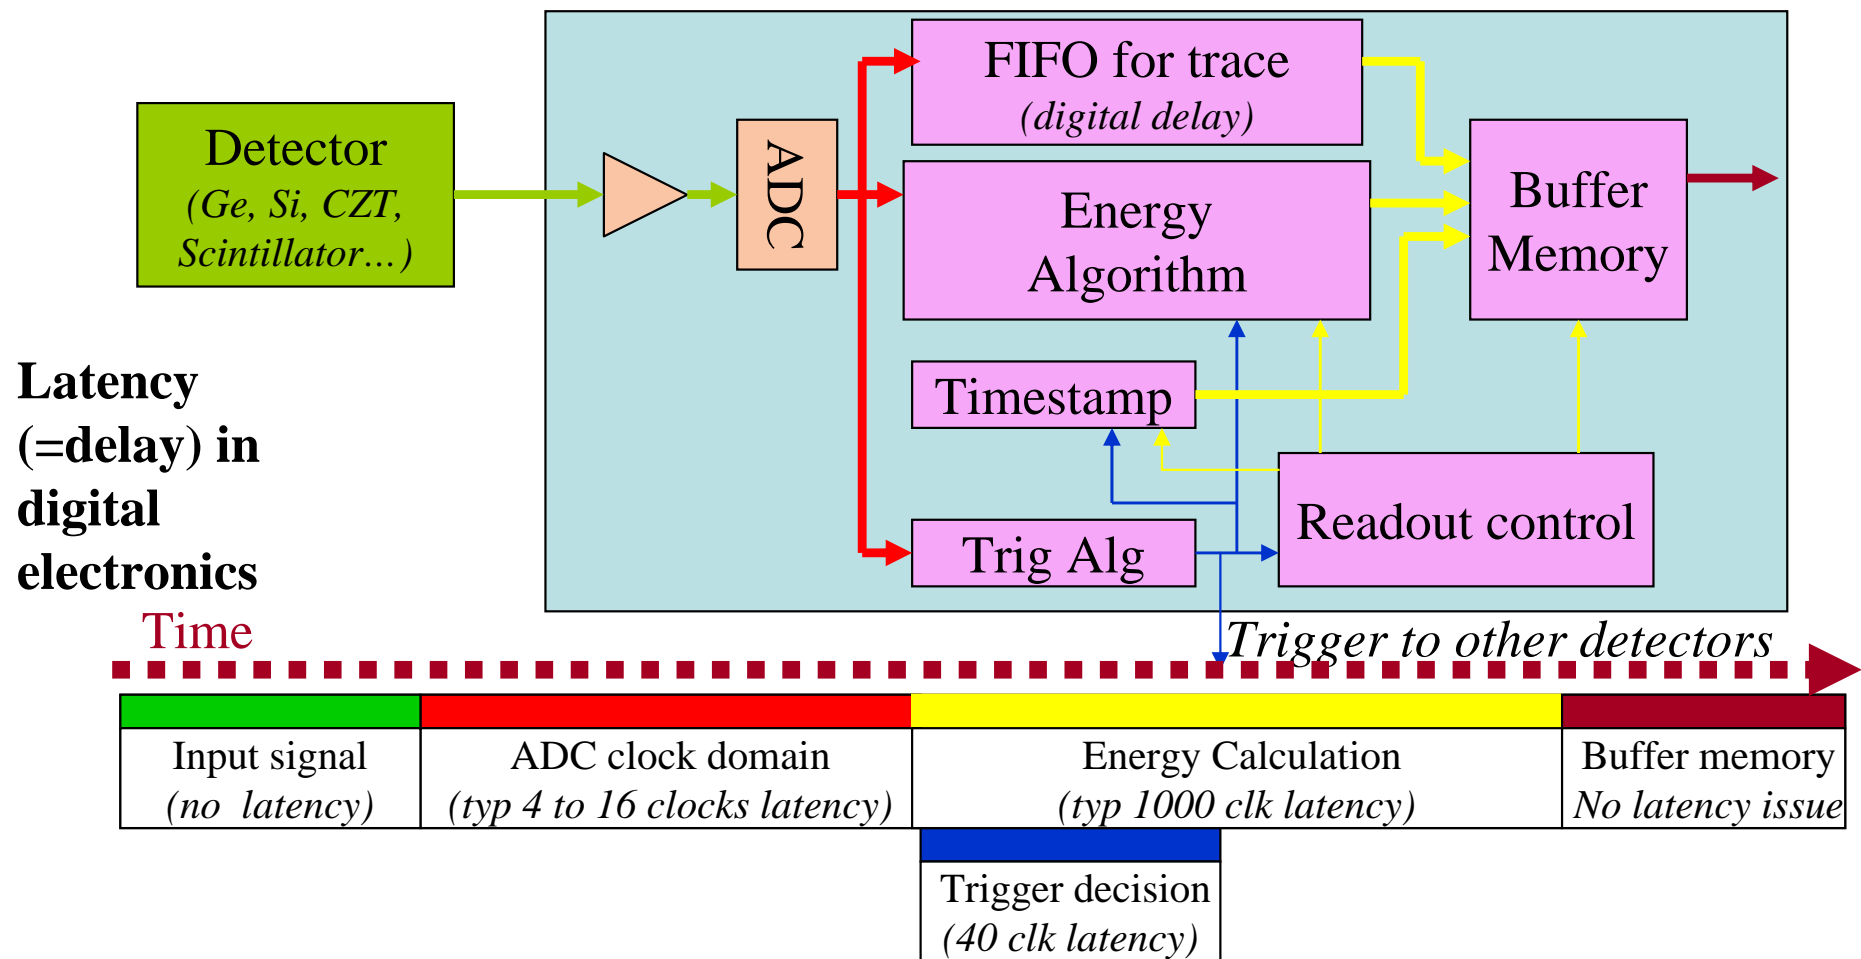 FIFO for trace
(digital delay)
Detector
(Ge, Si, CZT,
Scintillator…)
ADC
Energy
Algorithm
Buffer
Memory
Latency
(=delay) in
digital
electronics
Timestamp
Readout control
Trig Alg
Time
Trigger to other detectors
Input signal
(no latency)
ADC clock domain
(typ 4 to 16 clocks latency)
Energy Calculation
(typ 1000 clk latency)
Buffer memory
No latency issue
Trigger decision
(40 clk latency)